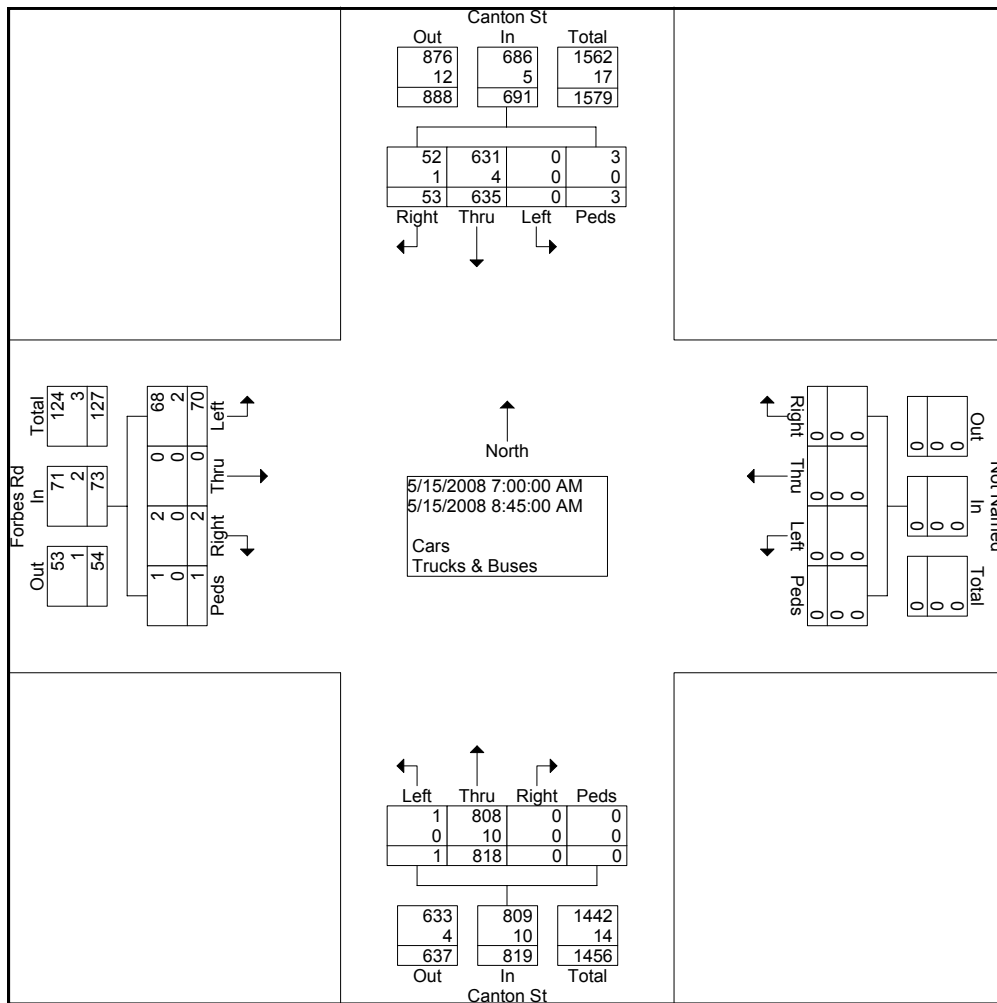 Canton St
Out In Total
876 686 1562
12 5 17
888 691 1579
52 631 0 3
1 4 0 0
53 635 0 3
Right Thru Left Peds
Forbes Rd
Total In Out
124 71 53
3 2 1
127 73 54
68 0 2 1
2 0 0 0
70 0 2 1
Left Thru Right Peds
North
5/15/2008 7:00:00 AM
5/15/2008 8:45:00 AM
Cars
Trucks & Buses
Right Thru Left Peds
0 0 0 0
0 0 0 0
0 0 0 0
0 0 0
0 0 0
0 0 0
Out In Total
Not Named
Left Thru Right Peds
1 808 0 0
0 10 0 0
1 818 0 0
633 809 1442
4 10 14
637 819 1456
Out In Total
Canton St